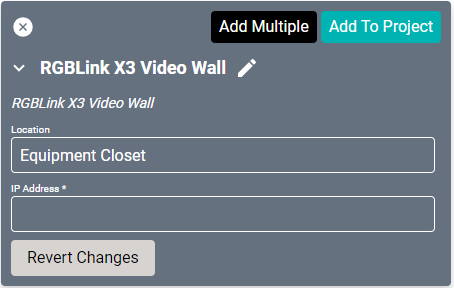 Add Multiple
Add To Project
RGBLink X3 Video Wall
RGBLink X3 Video Wall
Location
Equipment Closet
IP Address *
Revert Changes